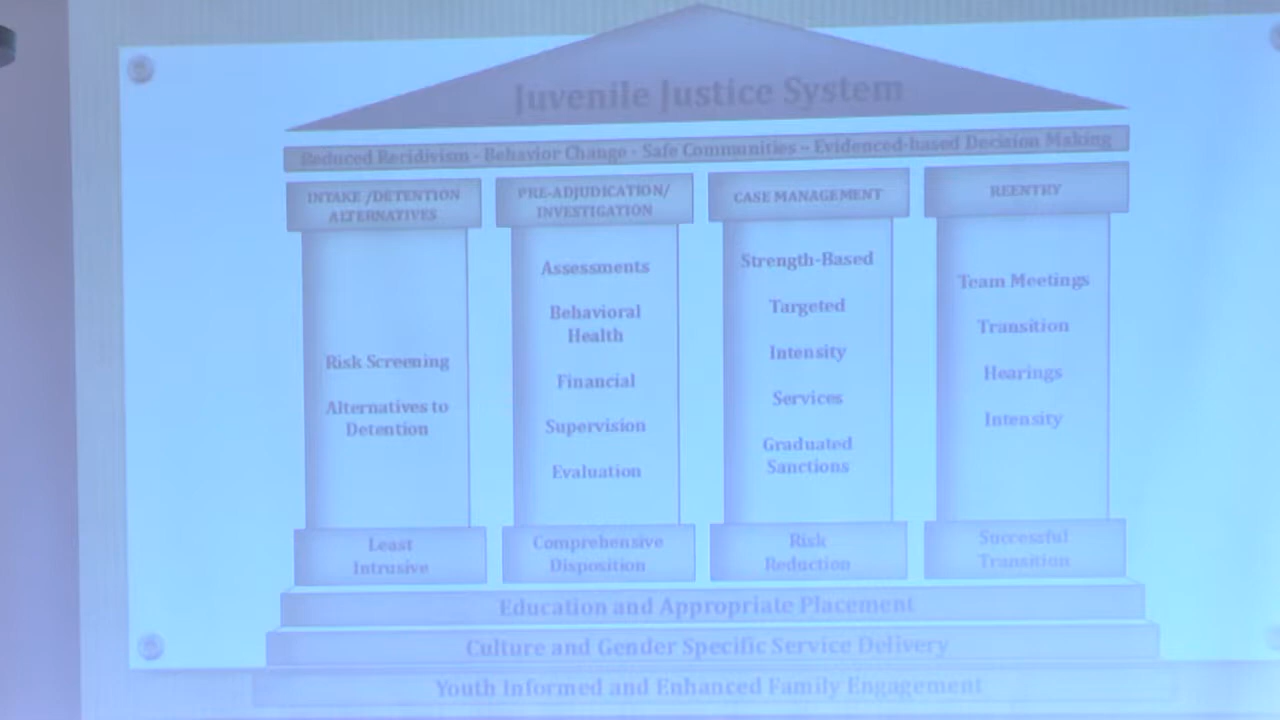 Juvenile Justice System
Reduced Recidivism - Behavior Change - Safe Communities – Evidenced-based Decision Making
INTAKE /DETENTION
ALTERNATIVES
Risk Screening
Alternatives to
Detention
Least
Intrusive
PRE-ADJUDICATION/
INVESTIGATION
Assessments
Behavioral
Health
Financial
Supervision
Evaluation
Comprehensive
Disposition
CASE MANAGEMENT
Strength-Based
Targeted
Intensity
Services
Graduated
Sanctions
Risk
Reduction
REENTRY
Team Meetings
Transition
Hearings
Intensity
Successful
Transition
Education and Appropriate Placement
Culture and Gender Specific Service Delivery
Youth Informed and Enhanced Family Engagement